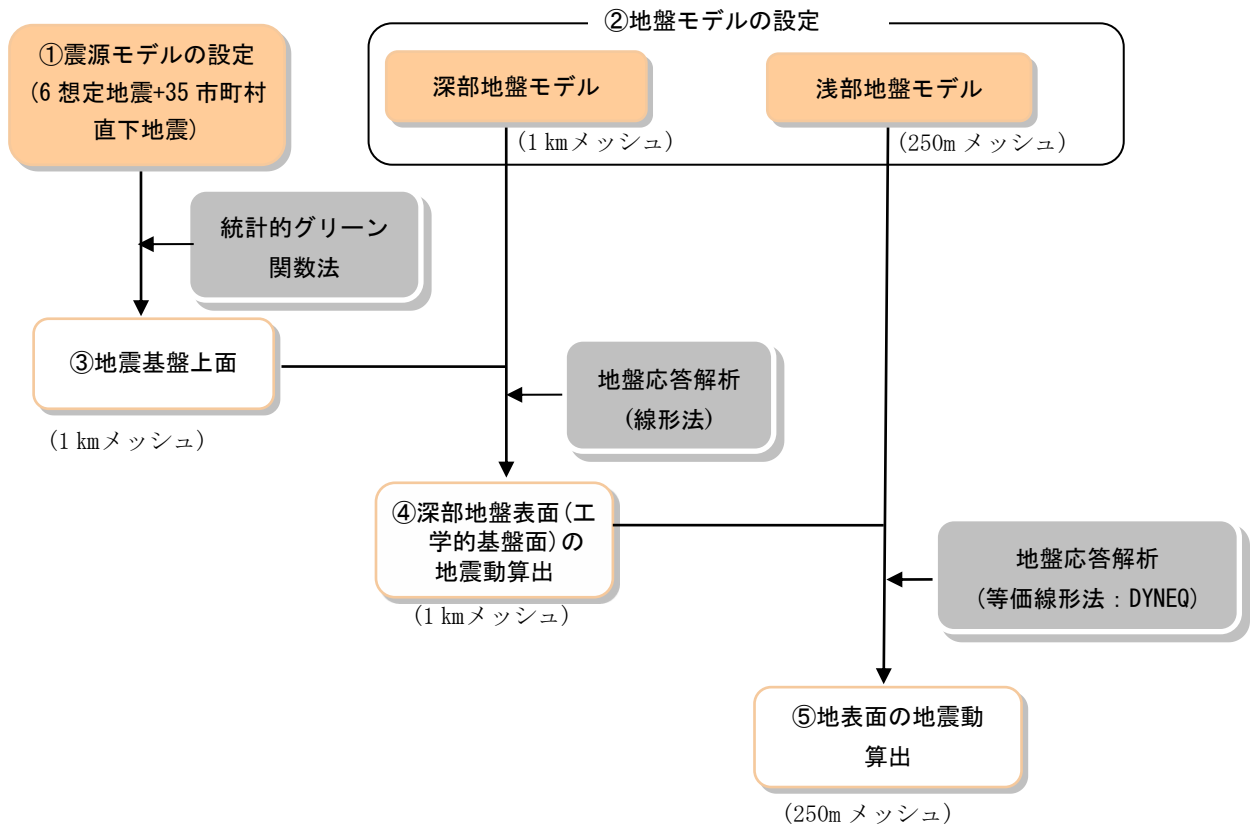 ②地盤モデルの設定
①震源モデルの設定
(6 想定地震+35 市町村
直下地震)
深部地盤モデル
(1 kmメッシュ)
浅部地盤モデル
(250m メッシュ)
統計的グリーン
関数法
③地震基盤上面
(1 kmメッシュ)
地盤応答解析
(線形法)
④深部地盤表面(工
学的基盤面)の
地震動算出
(1 kmメッシュ)
地盤応答解析
(等価線形法：DYNEQ)
⑤地表面の地震動
算出
(250m メッシュ)